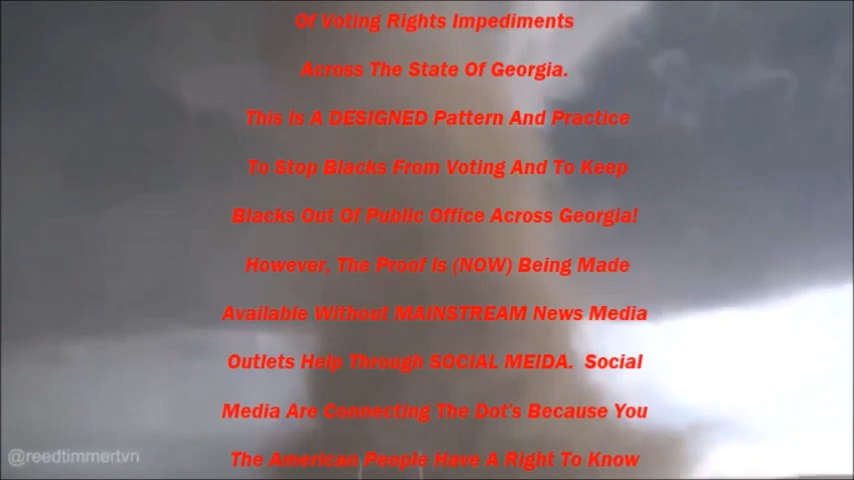 Of Voting Rights Impediments
Across The State Of Georgia.
This is A DESIGNED Pattern And Practice
To Stop Blacks From Voting And To Keep
Blacks Out Of Public Office Across Georgia!
However, The Proof Is (NOW) Being Made
Available Without MAINSTREAM News Media
Outlets Help Through SOCIAL MEIDA.  Social
Media Are Connecting The Dot's Because You
The American People Have A Right To Know
@reedtimmertvn